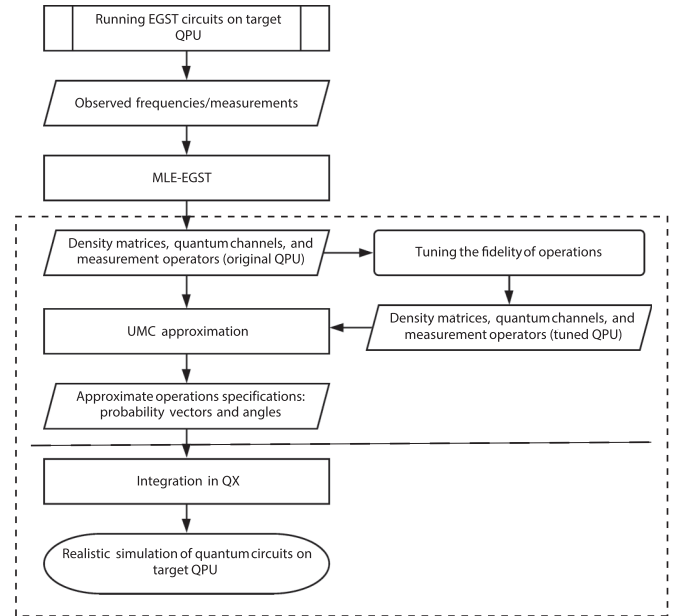 Running EGST circuits on target
QPU
Observed frequencies/measurements
MLE-EGST
Density matrices, quantum channels, and
measurement operators (original QPU)
Tuning the fidelity of operations
Density matrices, quantum channels, and
measurement operators (tuned QPU)
UMC approximation
Approximate operations specifications:
probability vectors and angles
Integration in QX
Realistic simulation of quantum circuits on
target QPU